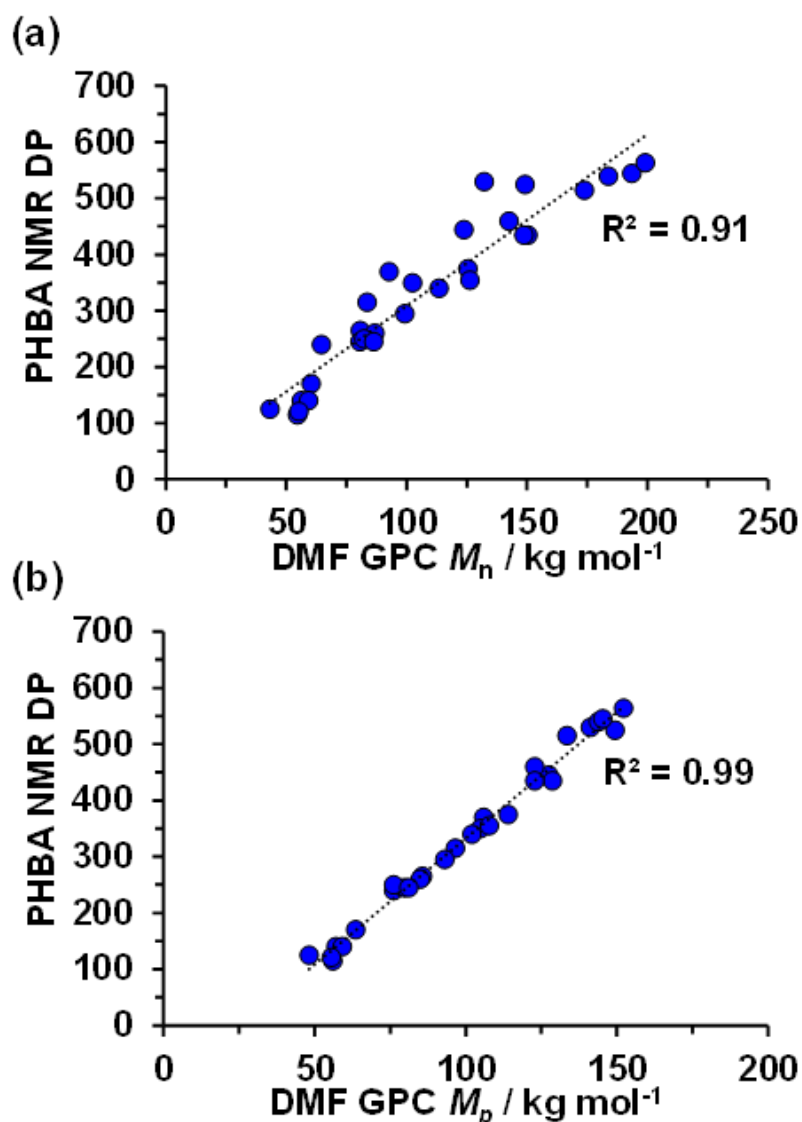 (a)
700
600
500
400
300
200
100
0
PHBA NMR DP
R² = 0.91
0 50 100 150 200 250
DMF GPC Mn / kg mol⁻¹
(b)
700
600
500
400
300
200
100
0
PHBA NMR DP
R² = 0.99
0 50 100 150 200
DMF GPC Mp / kg mol⁻¹